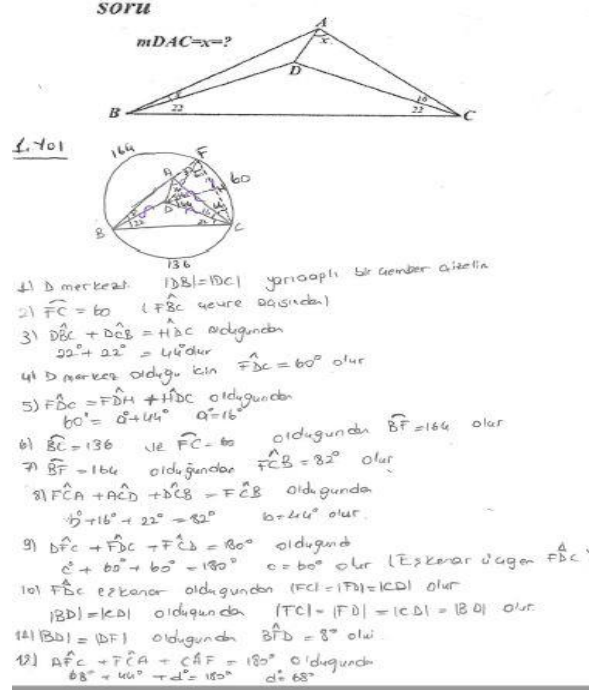 soru
mDAC=x=?
A
x
D
8
22
B
16
22
C
1. Yol
164
F
A
60
D
B
22
C
136
1) D merkezli |DB|=|DC| yarıçaplı bir çember çizelim
2) FC = 60 (FBC çevre açısından)
3) DBC + DCB = HDC olduğundan
22°+ 22° = 44° olur
4) D merkez olduğu için FDC = 60° olur
5) FDC = FDH + HDC olduğundan
60° = a°+44° a°=16°
6) BC = 136 ve FC = 60 olduğundan BF = 164 olur
7) BF = 164 olduğundan FCB = 82° olur
8) FCA + ACD + DCB = FCB olduğundan
b°+16° + 22° = 82° b=44° olur.
9) DFC + FDC + FCD = 180° olduğund
c° + 60° + 60° = 180° c = 60° olur (Eşkenar üçgen FDC
10) FDC eşkenar olduğundan |FC| = |FD| = |CD| olur
|BD| = |CD| olduğundan |FC| = |FD| = |CD| = |BD| olur.
11) |BD| = |DF| olduğundan BFD = 8° olur
12) AFC + FCA + CAF = 180° olduğundan
68° + 44° + d° = 180° d = 68°